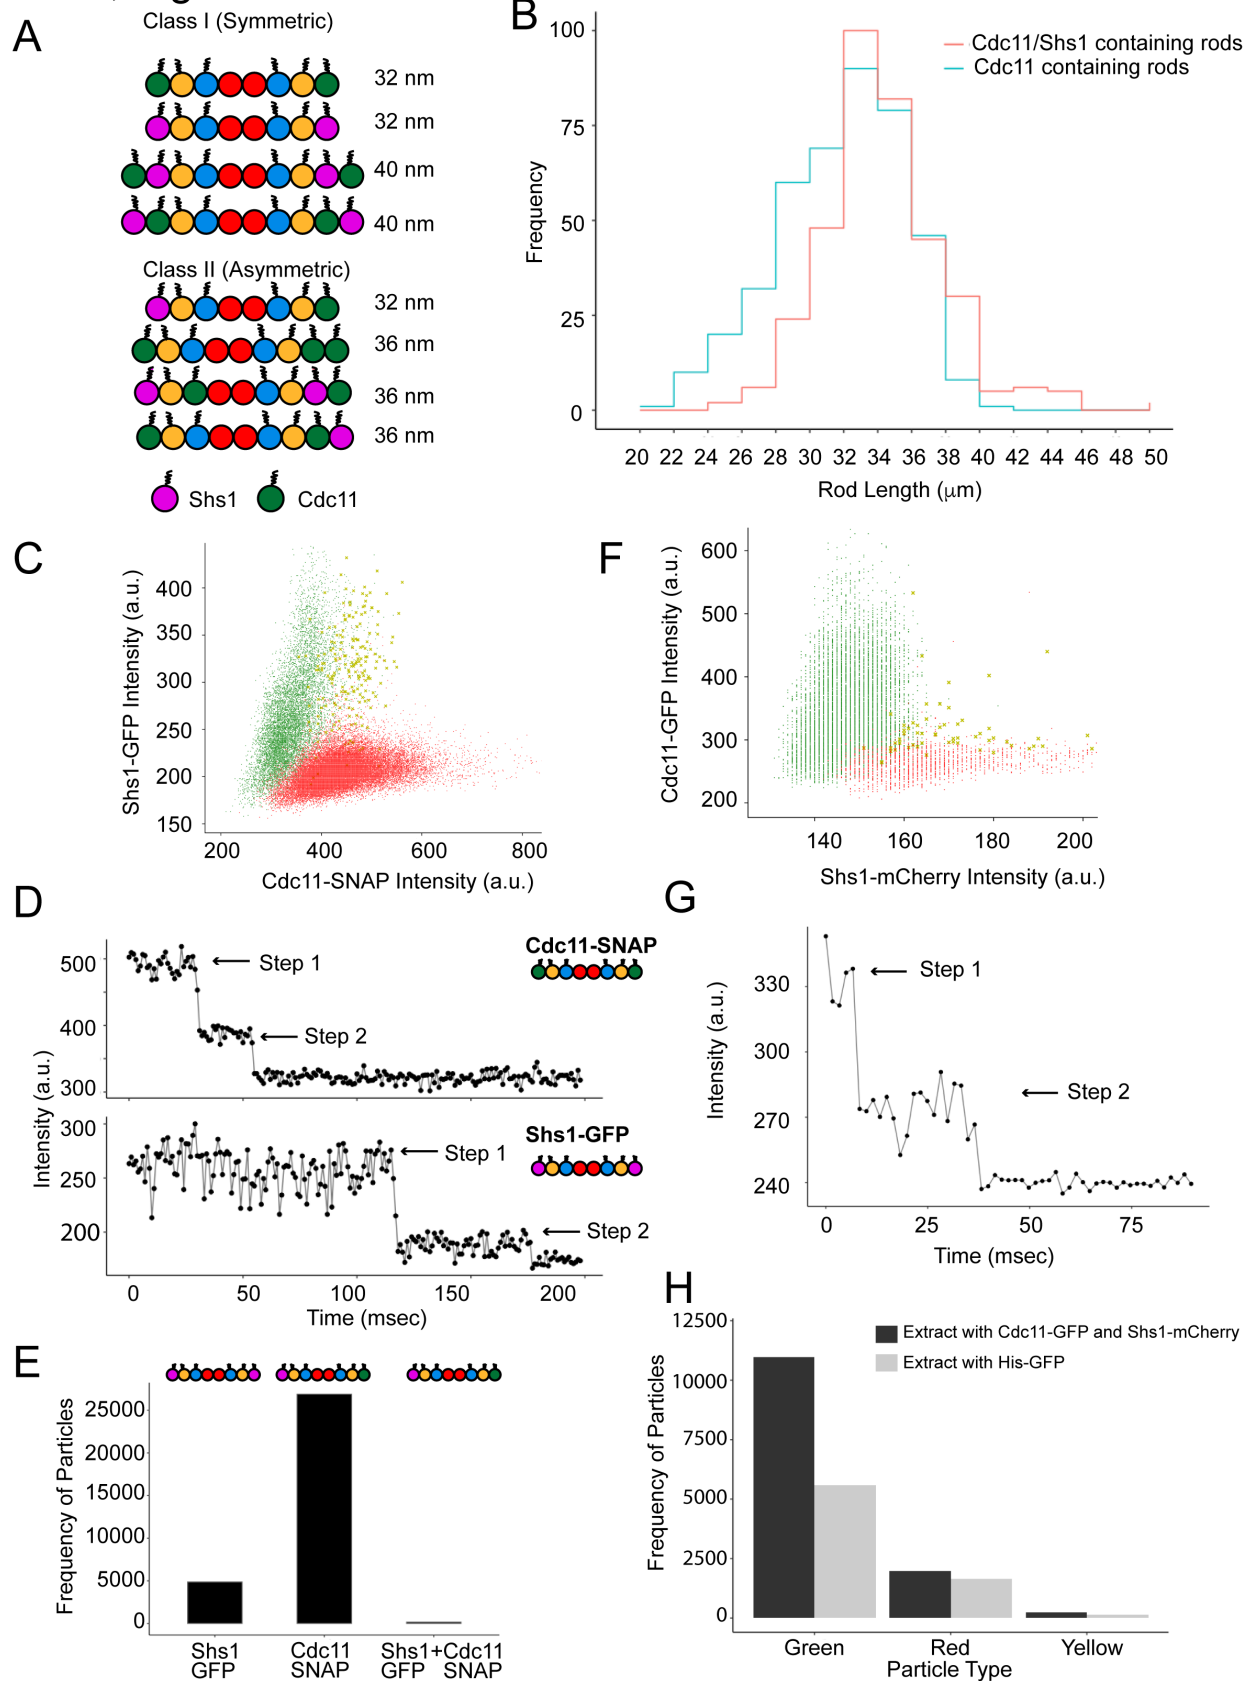 A
Class I (Symmetric)
32 nm
32 nm
40 nm
40 nm
Class II (Asymmetric)
32 nm
36 nm
36 nm
36 nm
Shs1
Cdc11
B
Cdc11/Shs1 containing rods
Cdc11 containing rods
Frequency
100
75
50
25
0
20 22 24 26 28 30 32 34 36 38 40 42 44 46 48 50
Rod Length (μm)
C
Shs1-GFP Intensity (a.u.)
400
350
300
250
200
150
200 400 600 800
Cdc11-SNAP Intensity (a.u.)
F
Cdc11-GFP Intensity (a.u.)
600
500
400
300
200
140 160 180 200
Shs1-mCherry Intensity (a.u.)
D
Intensity (a.u.)
500
400
300
Step 1
Step 2
Cdc11-SNAP
300
250
200
Step 1
Step 2
Shs1-GFP
0 50 100 150 200
Time (msec)
G
Intensity (a.u.)
330
300
270
240
Step 1
Step 2
0 25 50 75
Time (msec)
E
Frequency of Particles
25000
20000
15000
10000
5000
0
Shs1 Cdc11 Shs1+Cdc11
GFP SNAP GFP SNAP
H
Frequency of Particles
12500
10000
7500
5000
2500
0
Extract with Cdc11-GFP and Shs1-mCherry
Extract with His-GFP
Green Red Yellow
Particle Type